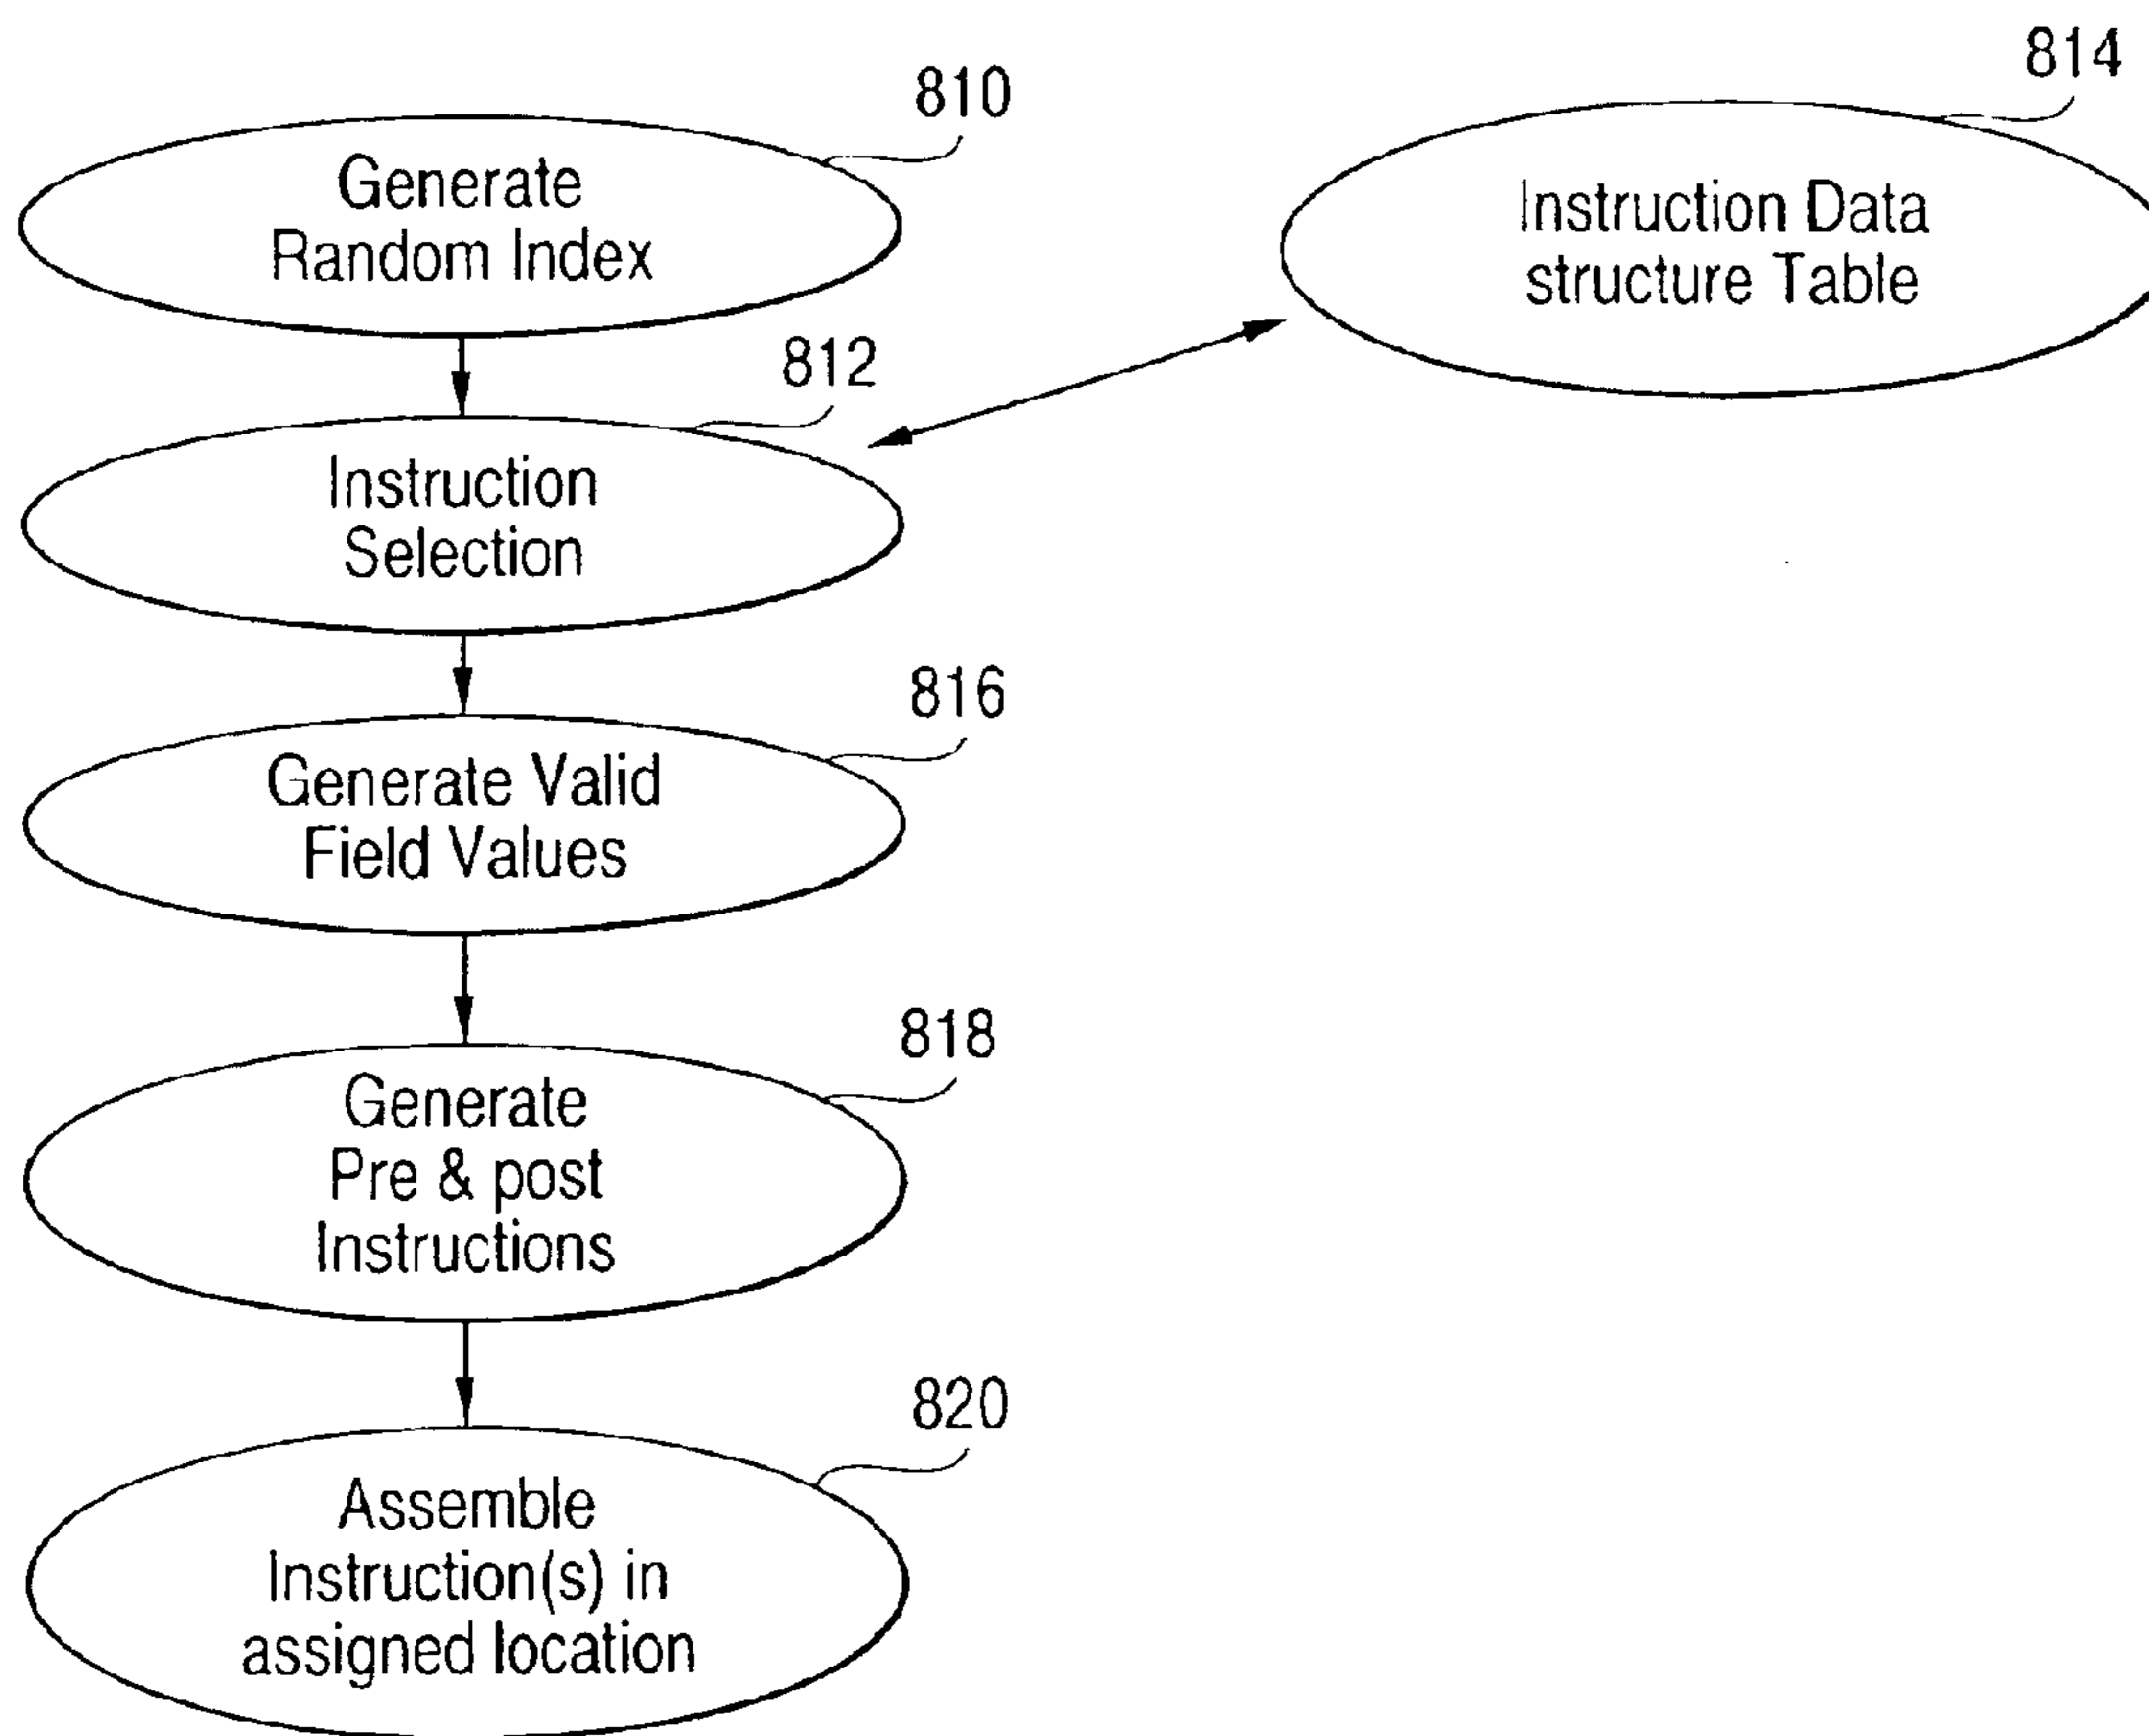 810
Generate
Random Index
814
Instruction Data
structure Table
812
Instruction
Selection
816
Generate Valid
Field Values
818
Generate
Pre & post
Instructions
820
Assemble
Instruction(s) in
assigned location